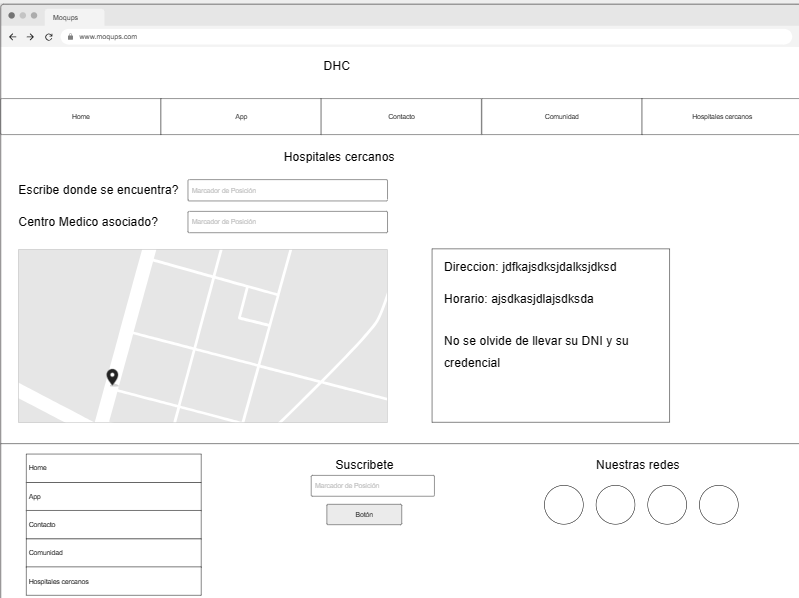 Moqups
www.moqups.com
DHC
Home
App
Contacto
Comunidad
Hospitales cercanos
Hospitales cercanos
Escribe donde se encuentra?
Marcador de Posición
Centro Medico asociado?
Marcador de Posición
Direccion: jdfkajsdksjdalksjdksd
Horario: ajsdkasjdlajsdksda
No se olvide de llevar su DNI y su
credencial
Home
App
Contacto
Comunidad
Hospitales cercanos
Suscribete
Marcador de Posición
Botón
Nuestras redes